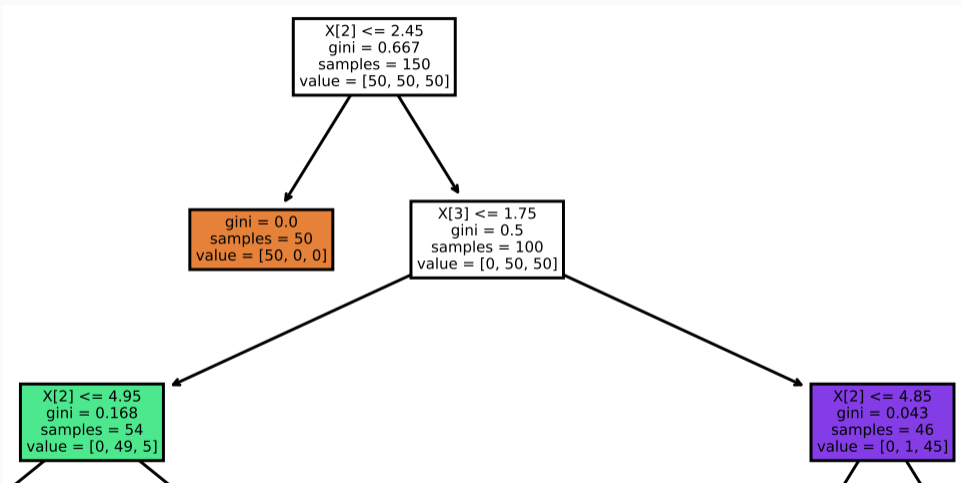 X[2] <= 2.45
gini = 0.667
samples = 150
value = [50, 50, 50]
gini = 0.0
samples = 50
value = [50, 0, 0]
X[3] <= 1.75
gini = 0.5
samples = 100
value = [0, 50, 50]
X[2] <= 4.95
gini = 0.168
samples = 54
value = [0, 49, 5]
X[2] <= 4.85
gini = 0.043
samples = 46
value = [0, 1, 45]